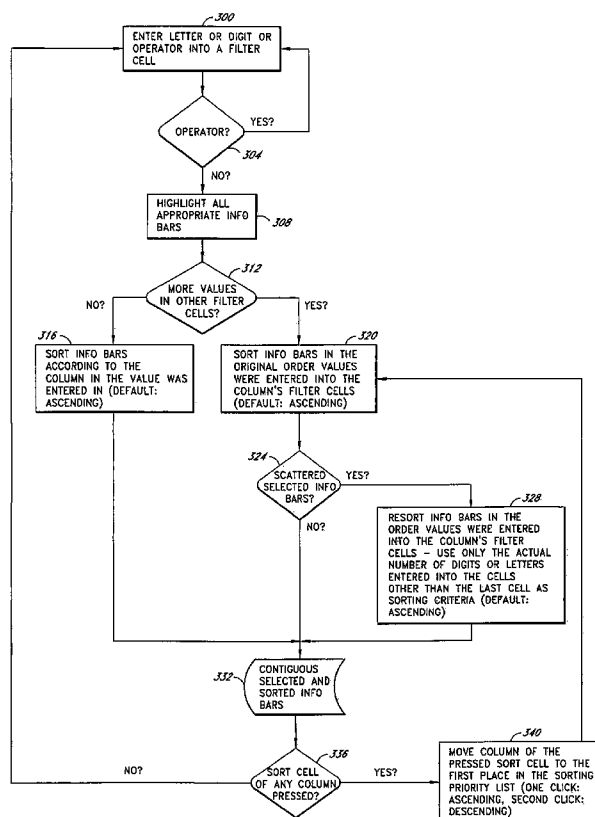 300
ENTER LETTER OR DIGIT OR
OPERATOR INTO A FILTER
CELL
OPERATOR?
YES?
304
NO?
HIGHLIGHT ALL
APPROPRIATE INFO
BARS
308
312
MORE VALUES
IN OTHER FILTER
CELLS?
NO?
YES?
316
SORT INFO BARS
ACCORDING TO THE
COLUMN IN THE VALUE WAS
ENTERED IN (DEFAULT:
ASCENDING)
320
SORT INFO BARS IN THE
ORIGINAL ORDER VALUES
WERE ENTERED INTO THE
COLUMN'S FILTER CELLS
(DEFAULT: ASCENDING)
324
SCATTERED
SELECTED INFO
BARS?
YES?
NO?
328
RESORT INFO BARS IN THE
ORDER VALUES WERE ENTERED
INTO THE COLUMN'S FILTER
CELLS – USE ONLY THE ACTUAL
NUMBER OF DIGITS OR LETTERS
ENTERED INTO THE CELLS
OTHER THAN THE LAST CELL AS
SORTING CRITERIA (DEFAULT:
ASCENDING)
332
CONTIGUOUS
SELECTED AND
SORTED INFO
BARS
336
SORT CELL
OF ANY COLUMN
PRESSED?
NO?
YES?
340
MOVE COLUMN OF THE
PRESSED SORT CELL TO THE
FIRST PLACE IN THE SORTING
PRIORITY LIST (ONE CLICK:
ASCENDING, SECOND CLICK:
DESCENDING)